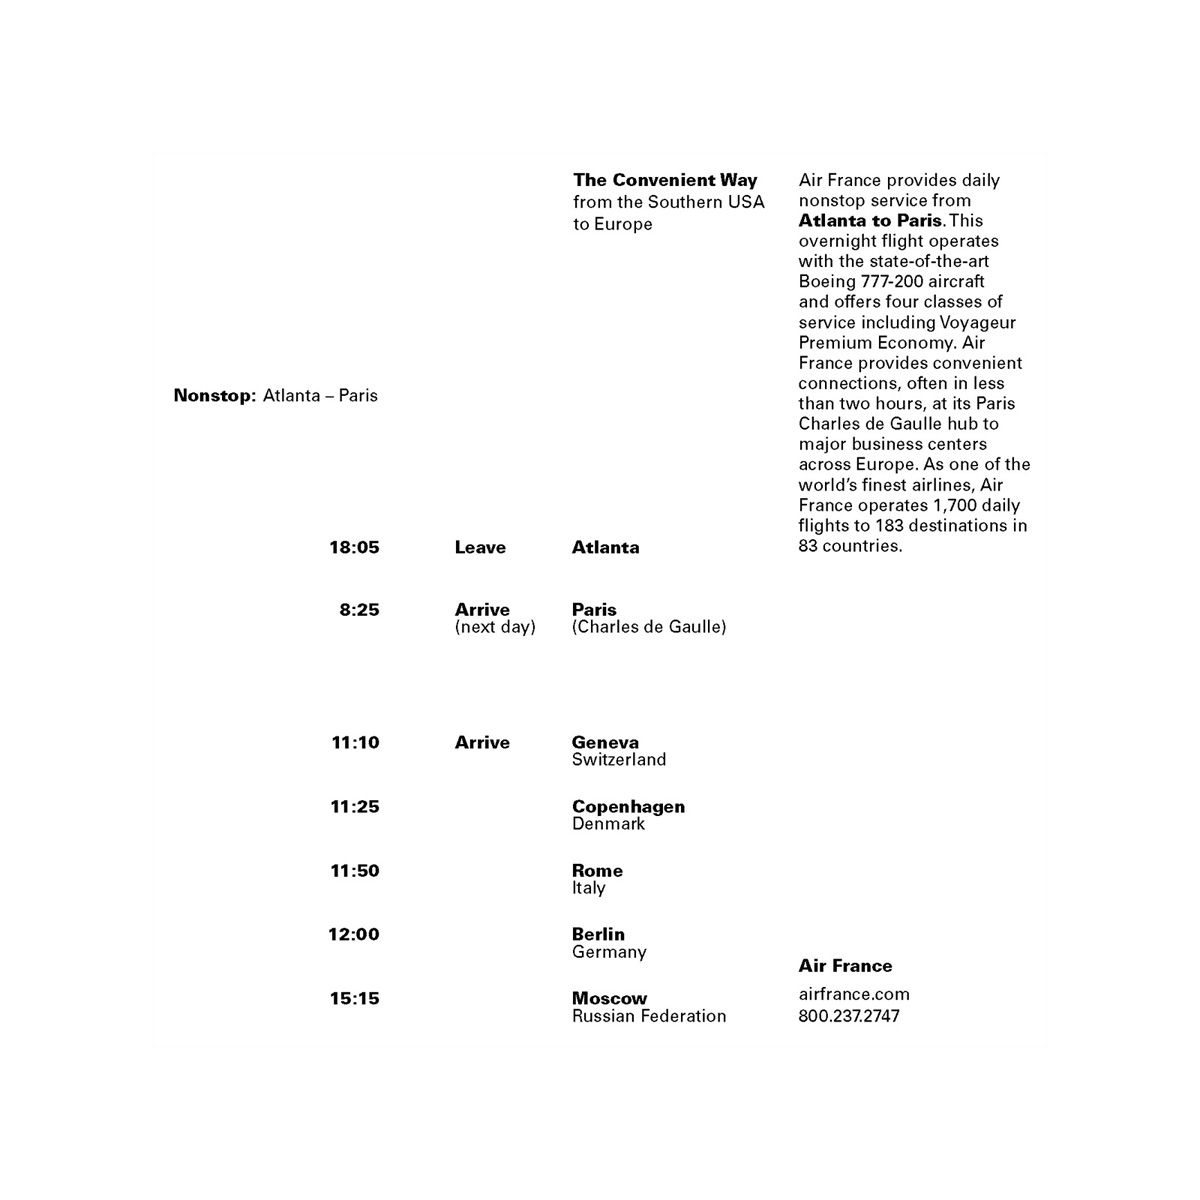 The Convenient Way
from the Southern USA
to Europe
Air France provides daily
nonstop service from
Atlanta to Paris. This
overnight flight operates
with the state-of-the-art
Boeing 777-200 aircraft
and offers four classes of
service including Voyageur
Premium Economy. Air
France provides convenient
connections, often in less
than two hours, at its Paris
Charles de Gaulle hub to
major business centers
across Europe. As one of the
world's finest airlines, Air
France operates 1,700 daily
flights to 183 destinations in
83 countries.
Nonstop: Atlanta – Paris
18:05 Leave Atlanta
8:25 Arrive Paris
(next day) (Charles de Gaulle)
11:10 Arrive Geneva
Switzerland
11:25 Copenhagen
Denmark
11:50 Rome
Italy
12:00 Berlin
Germany
15:15 Moscow
Russian Federation
Air France
airfrance.com
800.237.2747